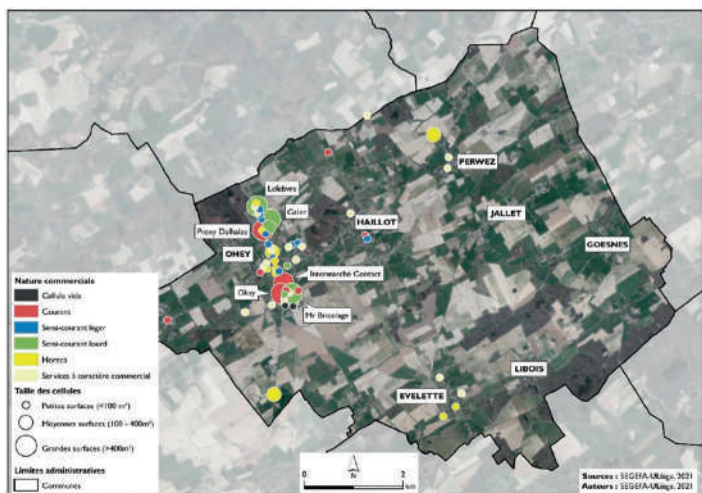 PERWEZ
Lefebvre
Caler
JALLET
HAILLOT
Proxy Delhaize
GOESNES
OHEY
Intermarché Contact
Nature commerciale
Cellule vide
Okay
Courant
Mr Bricolage
Semi-courant léger
Semi-courant lourd
Horeca
LIBOIS
Services à caractère commercial
EVELETTE
Taille des cellules
Petites surfaces (<100 m²)
Moyennes surfaces (100 - 400m²)
Grandes surfaces (>400m²)
Limites administratives
Communes
N
0 1 2
km
Sources : SEGEFA-ULiège, 2021
Auteurs : SEGEFA-ULiège, 2021